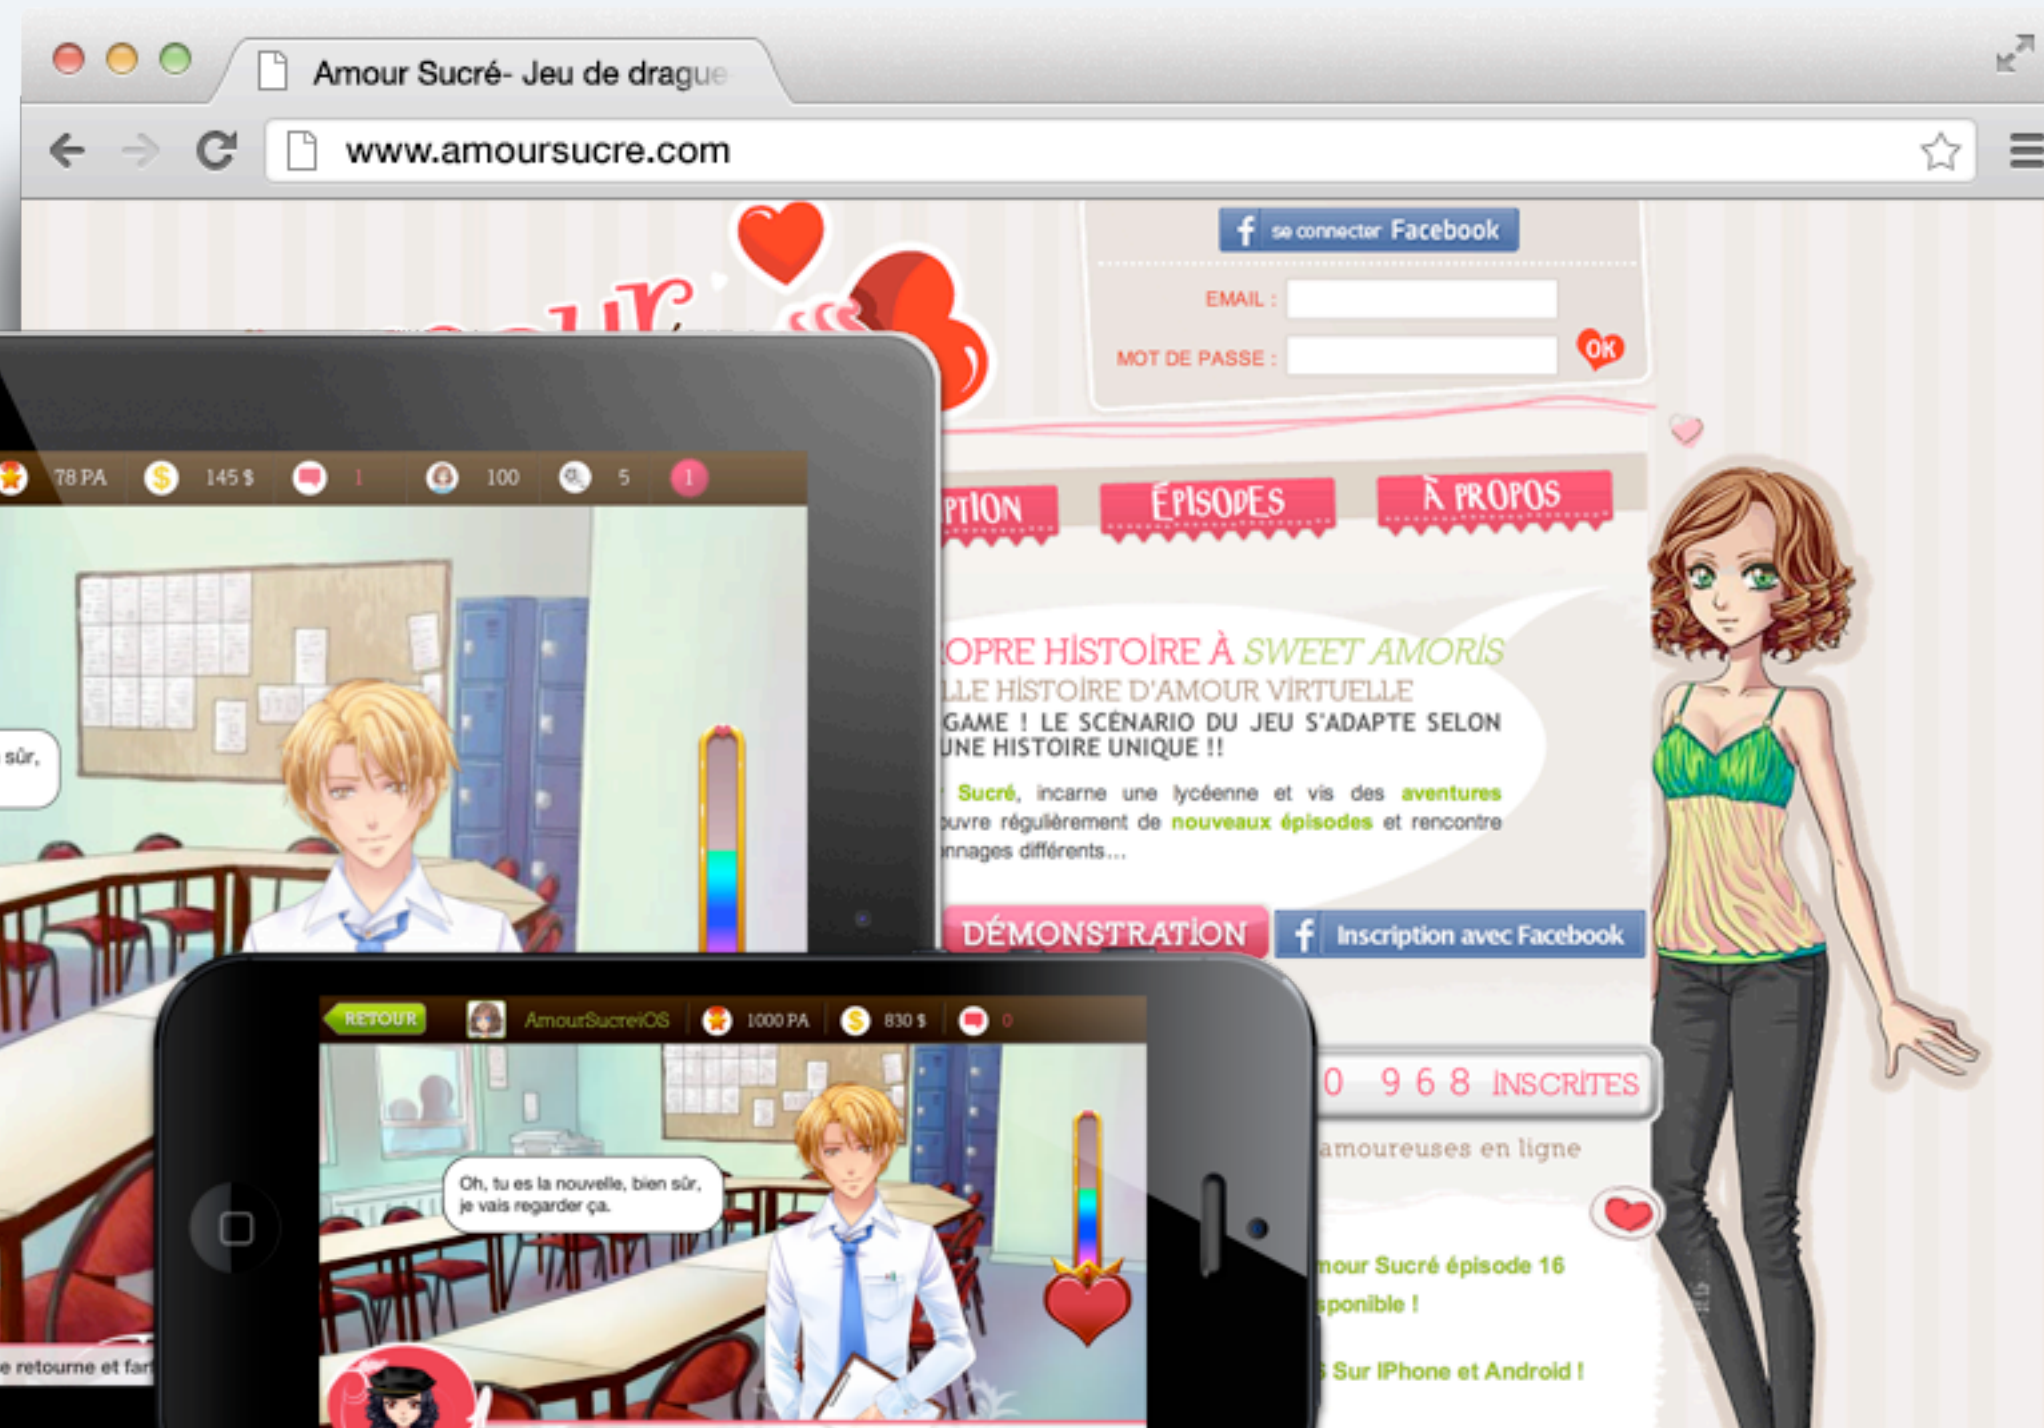 Amour Sucré- Jeu de drague
www.amoursucre.com
se connecter Facebook
EMAIL :
MOT DE PASSE :
OK
78 PA 145 $ 1 100 5 1
PTION
ÉPISODES
À PROPOS
OPRE HISTOIRE À SWEET AMORIS
LLE HISTOIRE D'AMOUR VIRTUELLE
GAME ! LE SCÉNARIO DU JEU S'ADAPTE SELON
UNE HISTOIRE UNIQUE !!
Sucré, incarne une lycéenne et vis des aventures
ouvre régulièrement de nouveaux épisodes et rencontre
nnages différents...
sûr,
DÉMONSTRATION
Inscription avec Facebook
RETOUR AmourSucreiOS 1000 PA 830 $ 0
0 968 INSCRITES
amoureuses en ligne
Oh, tu es la nouvelle, bien sûr,
je vais regarder ça.
mour Sucré épisode 16
sponible !
Sur IPhone et Android !
e retourne et farf